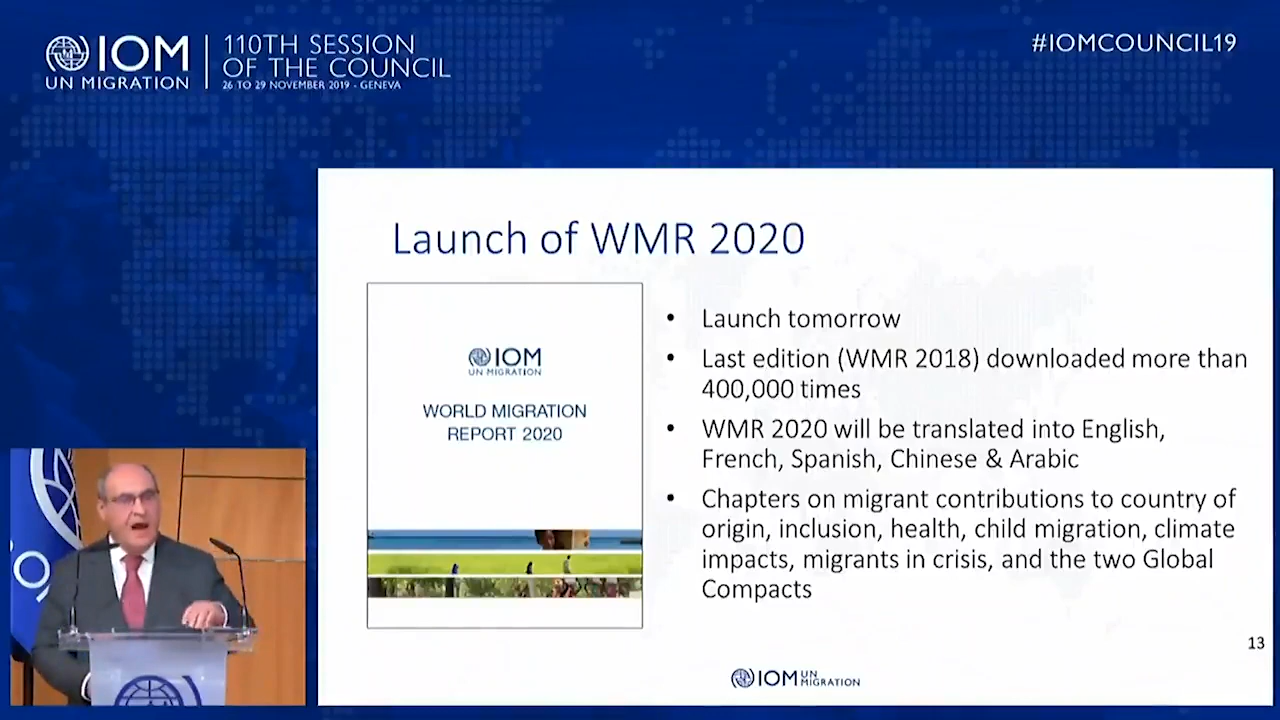 IOM
UN MIGRATION
110TH SESSION
OF THE COUNCIL
26 TO 29 NOVEMBER 2019 - GENEVA
#IOMCOUNCIL19
Launch of WMR 2020
IOM
UN MIGRATION
WORLD MIGRATION
REPORT 2020
• Launch tomorrow
• Last edition (WMR 2018) downloaded more than
400,000 times
• WMR 2020 will be translated into English,
French, Spanish, Chinese & Arabic
• Chapters on migrant contributions to country of
origin, inclusion, health, child migration, climate
impacts, migrants in crisis, and the two Global
Compacts
13
IOM UN
MIGRATION